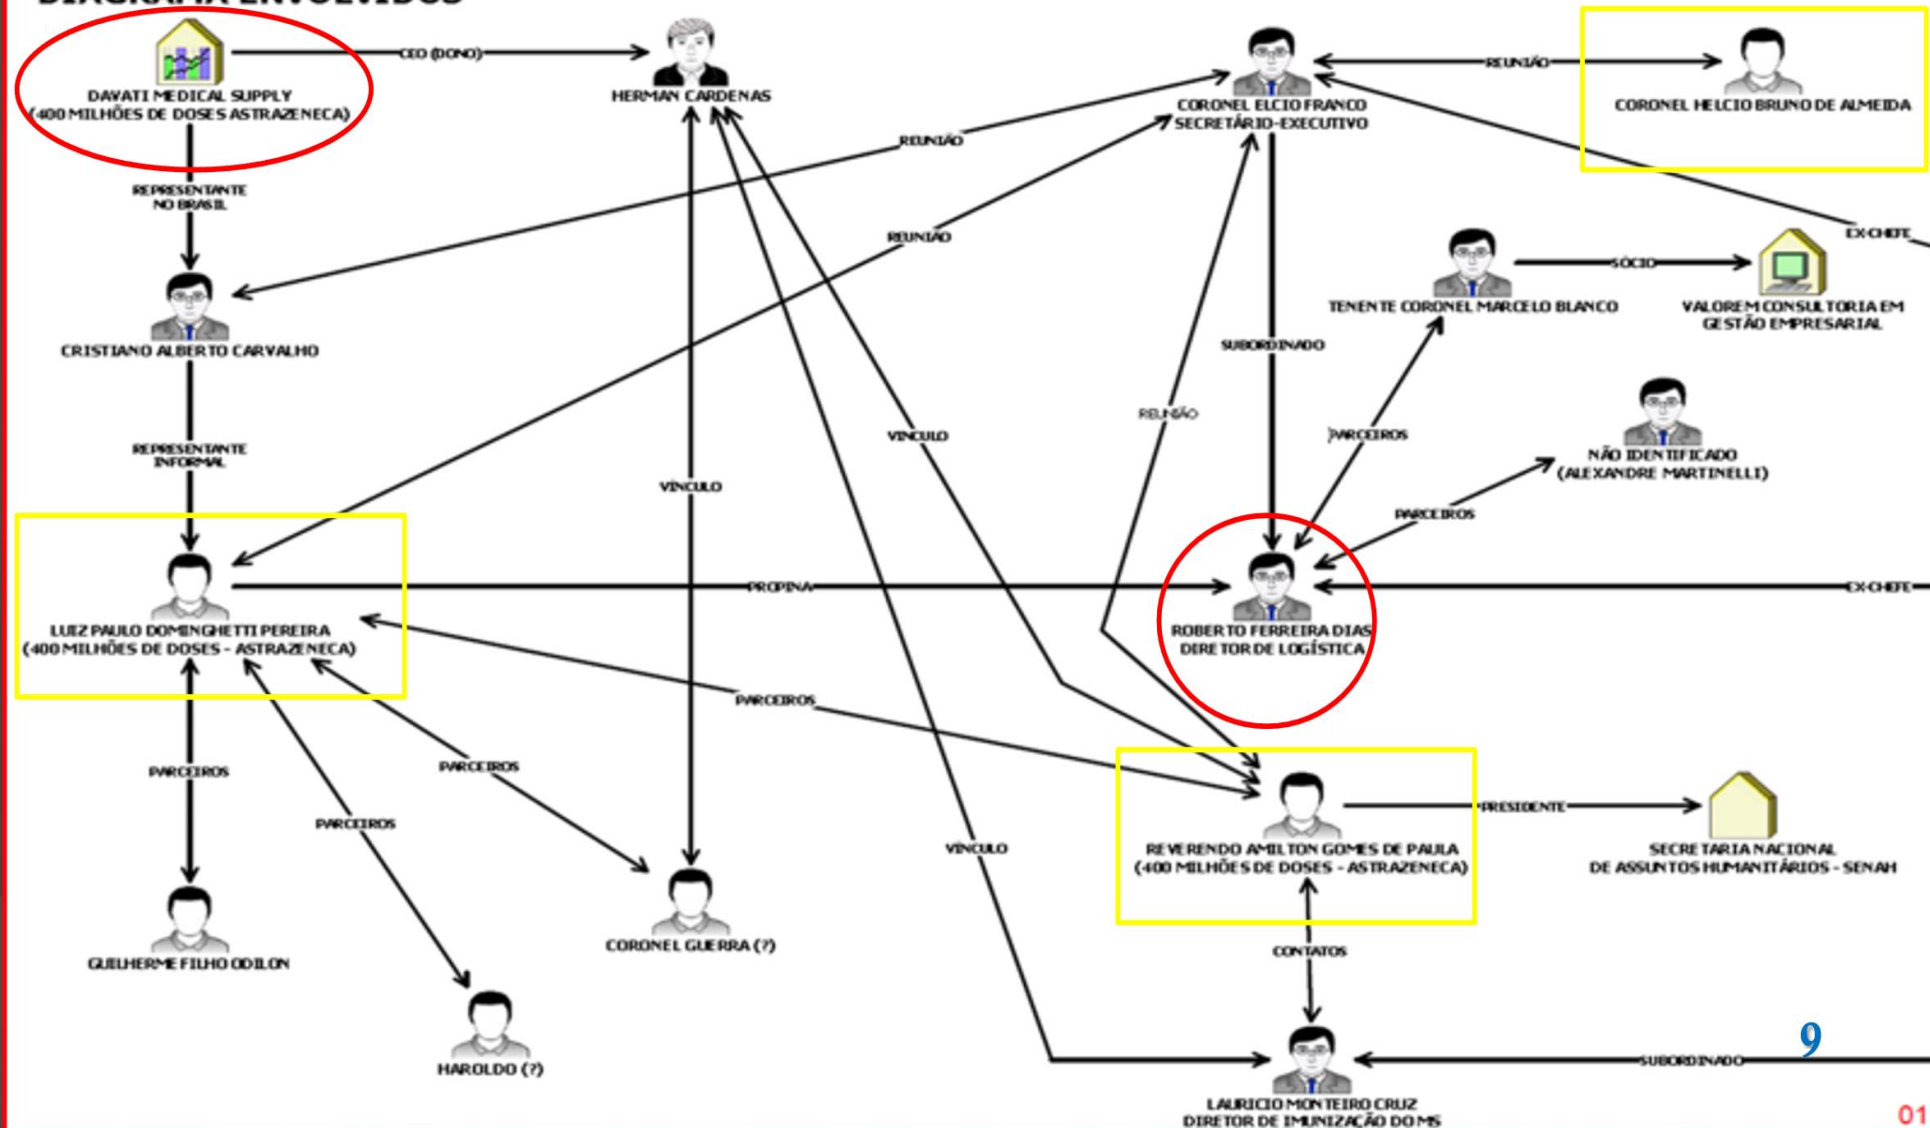 DIAGRAMA ENVOLVIDOS
DAVATI MEDICAL SUPPLY
(400 MILHÕES DE DOSES ASTRAZENECA)
CEO (DONO)
HERMAN CARDENAS
CORONEL ELCIO FRANCO
SECRETÁRIO-EXECUTIVO
REUNIÃO
CORONEL HELCIO BRUNO DE ALMEIDA
REUNIÃO
REPRESENTANTE
NO BRASIL
REUNIÃO
EX-CHEFE
TENENTE CORONEL MARCELO BLANCO
SÓCIO
VALOREM CONSULTORIA EM
GESTÃO EMPRESARIAL
CRISTIANO ALBERTO CARVALHO
SUBORDINADO
REUNIÃO
VÍNCULO
PARCEIROS
REPRESENTANTE
INFORMAL
NÃO IDENTIFICADO
(ALEXANDRE MARTINELLI)
VÍNCULO
PARCEIROS
LUIZ PAULO DOMINGHETTI PEREIRA
(400 MILHÕES DE DOSES - ASTRAZENECA)
PROPINA
ROBERTO FERREIRA DIAS
DIRETOR DE LOGÍSTICA
EX-CHEFE
PARCEIROS
PARCEIROS
PARCEIROS
PARCEIROS
VÍNCULO
REVERENDO AMILTON GOMES DE PAULA
(400 MILHÕES DE DOSES - ASTRAZENECA)
PRESIDENTE
SECRETARIA NACIONAL
DE ASSUNTOS HUMANITÁRIOS - SENAH
GUILHERME FILHO ODILON
CORONEL GUERRA (?)
CONTATOS
HAROLDO (?)
LAURICIO MONTEIRO CRUZ
DIRETOR DE IMUNIZAÇÃO DO MS
SUBORDINADO
9
01